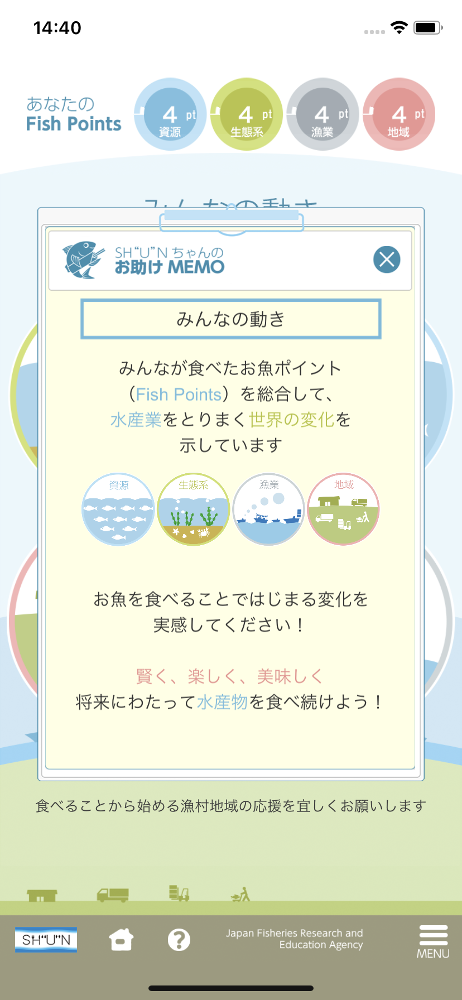 14:40
あなたの
Fish Points
4 pt
資源
4 pt
生態系
4 pt
漁業
4 pt
地域
みんなの動き
SH“U”Nちゃんの
お助け MEMO
みんなの動き
みんなが食べたお魚ポイント
（Fish Points）を総合して、
水産業をとりまく世界の変化を
示しています
資源
生態系
漁業
地域
お魚を食べることではじまる変化を
実感してください！
賢く、楽しく、美味しく
将来にわたって水産物を食べ続けよう！
食べることから始める漁村地域の応援を宜しくお願いします
SH“U”N
?
Japan Fisheries Research and
Education Agency
MENU